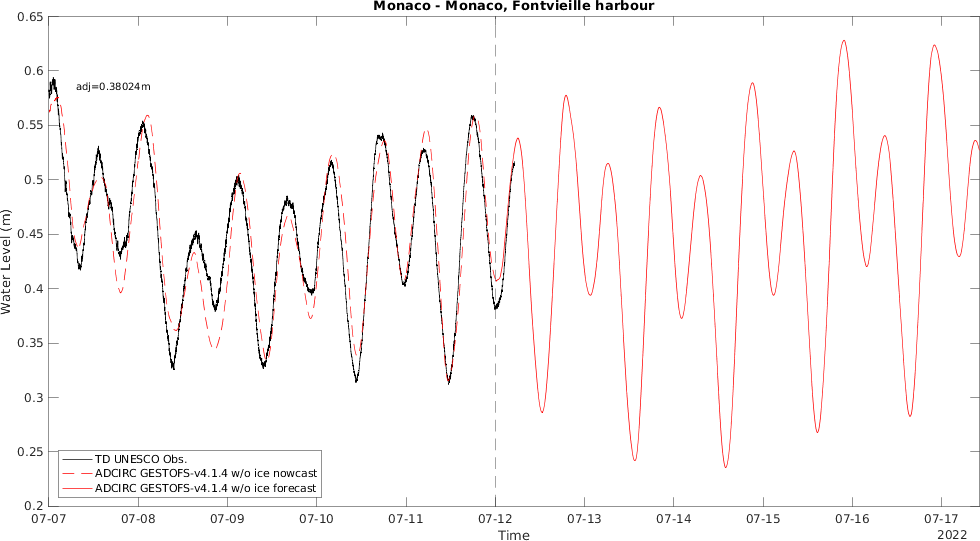 Monaco - Monaco, Fontvieille harbour
0.65
0.6
0.55
0.5
0.45
0.4
0.35
0.3
0.25
0.2
Water Level (m)
adj=0.38024m
TD UNESCO Obs.
ADCIRC GESTOFS-v4.1.4 w/o ice nowcast
ADCIRC GESTOFS-v4.1.4 w/o ice forecast
07-07 07-08 07-09 07-10 07-11 07-12 07-13 07-14 07-15 07-16 07-17
Time
2022